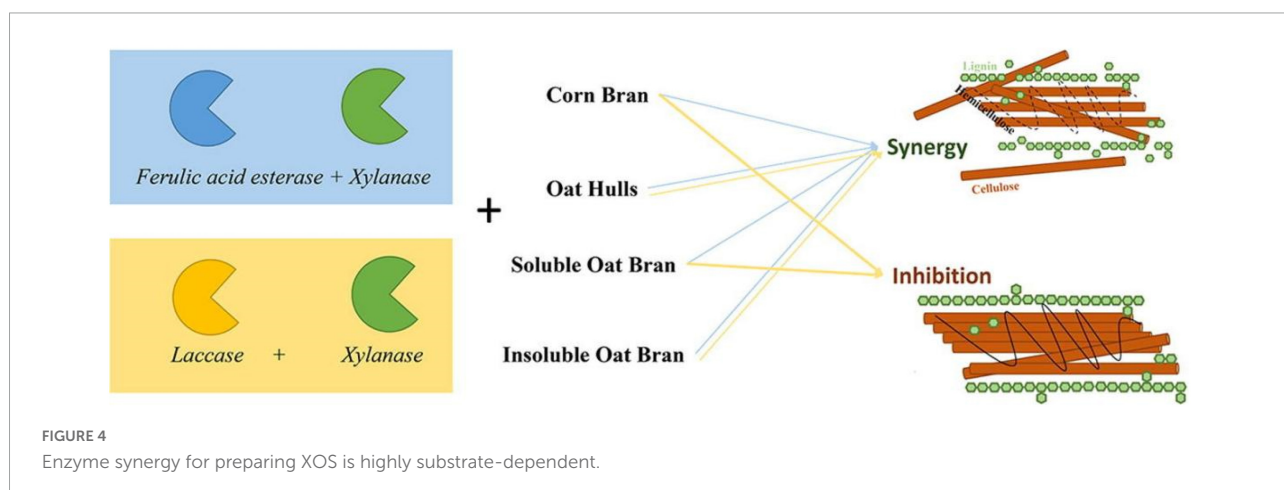 Ferulic acid esterase + Xylanase
Laccase + Xylanase
+
Corn Bran
Oat Hulls
Soluble Oat Bran
Insoluble Oat Bran
Synergy
Inhibition
Lignin
Hemicellulose
Cellulose
FIGURE 4
Enzyme synergy for preparing XOS is highly substrate-dependent.